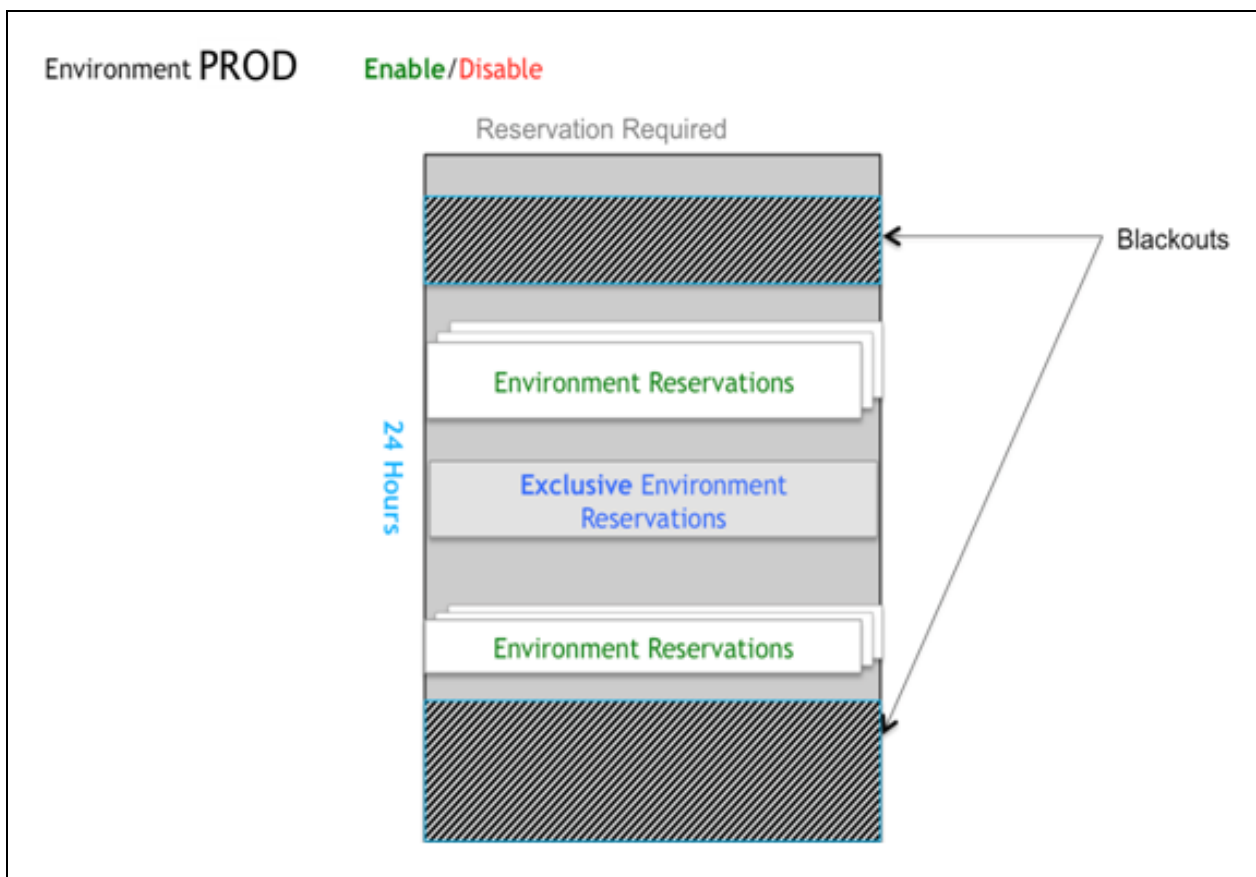 Environment PROD Enable/Disable
Reservation Required
Blackouts
Environment Reservations
24 Hours
Exclusive Environment
Reservations
Environment Reservations